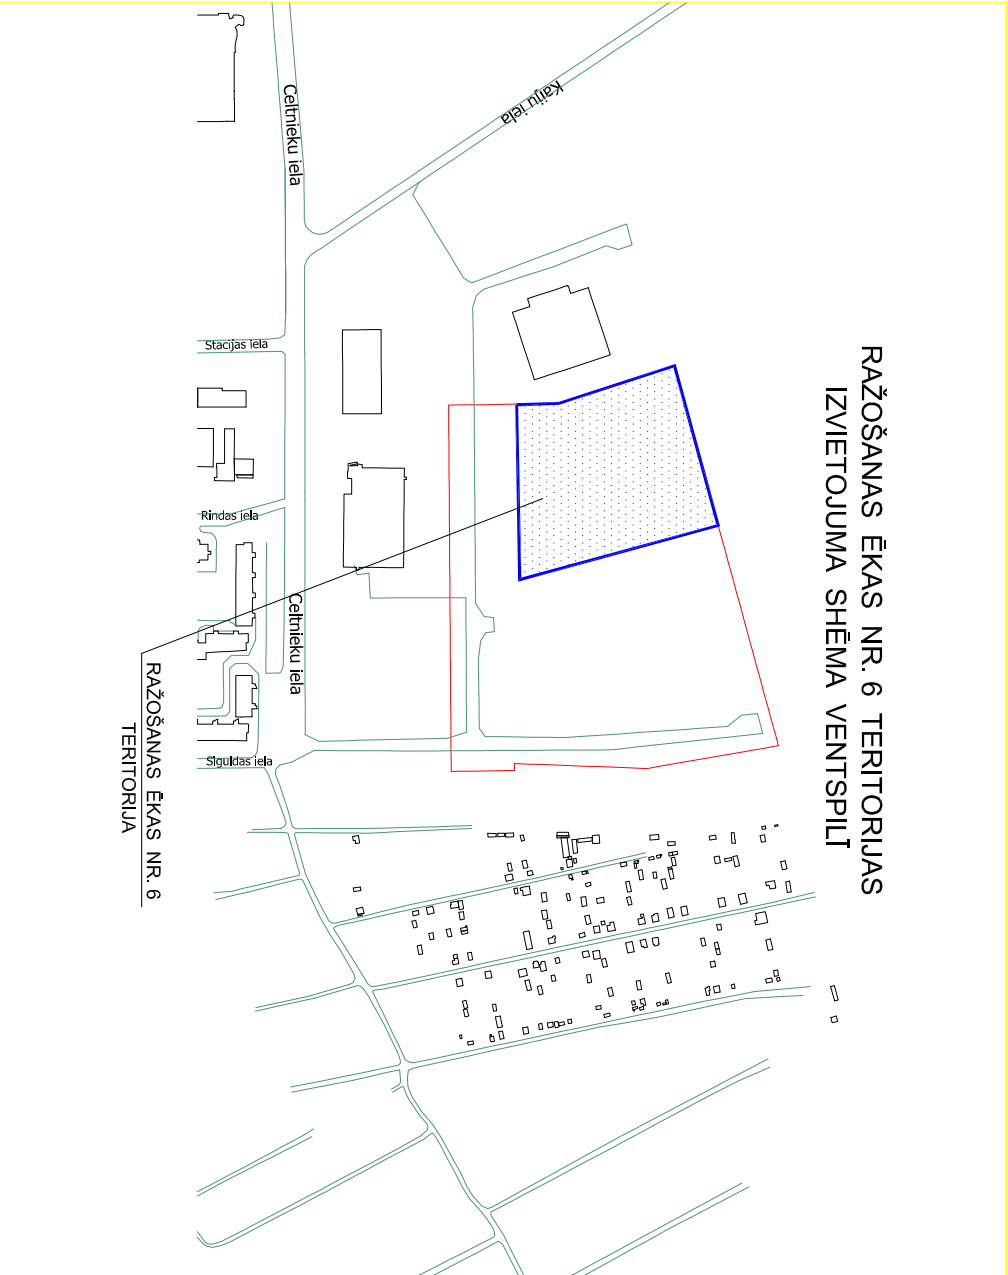 RAŽOŠANAS ĒKAS NR. 6 TERITORIJAS
IZVIETOJUMA SHĒMA VENTSPILĪ
Kaiju iela
Celtnieku iela
Stacijas iela
Rindas iela
Celtnieku iela
Siguldas iela
RAŽOŠANAS ĒKAS NR. 6
TERITORIJA